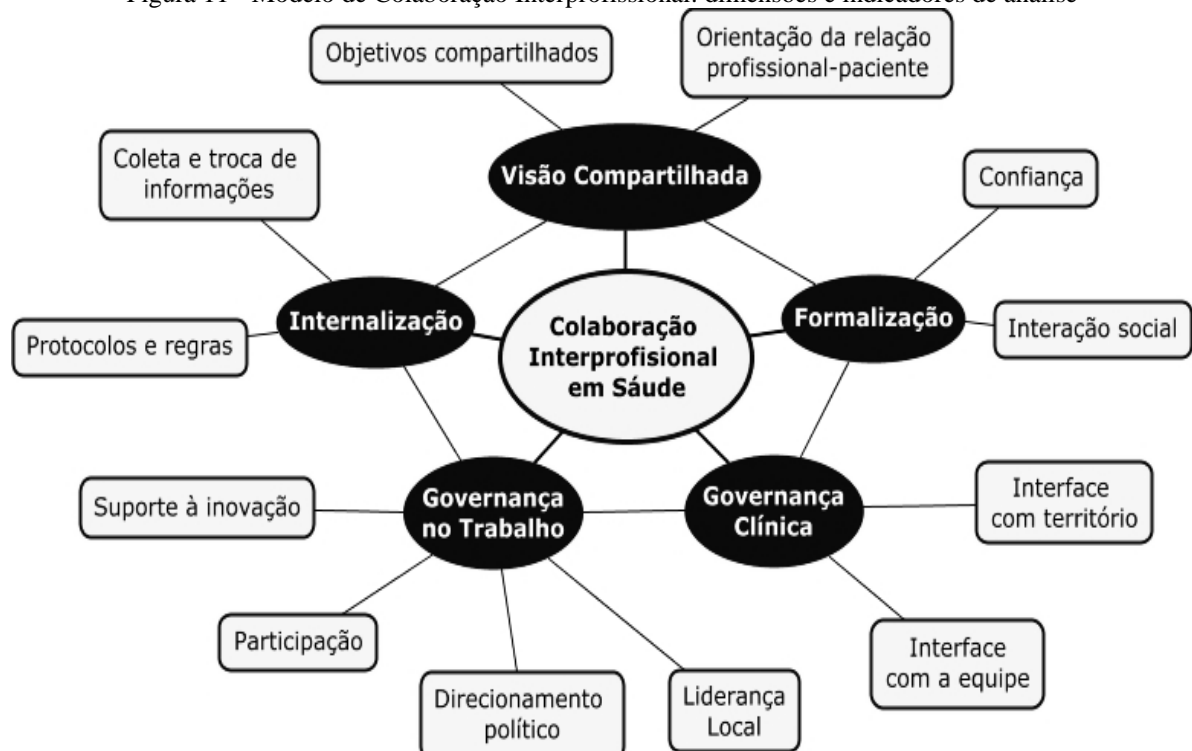 Figura 11 - Modelo de Colaboração Interprofissional: dimensões e indicadores de análise
Objetivos compartilhados
Orientação da relação
profissional-paciente
Coleta e troca de
informações
Visão Compartilhada
Confiança
Internalização
Formalização
Protocolos e regras
Colaboração
Interprofisional
em Sáude
Interação social
Suporte à inovação
Governança
no Trabalho
Governança
Clínica
Interface
com território
Participação
Direcionamento
político
Liderança
Local
Interface
com a equipe